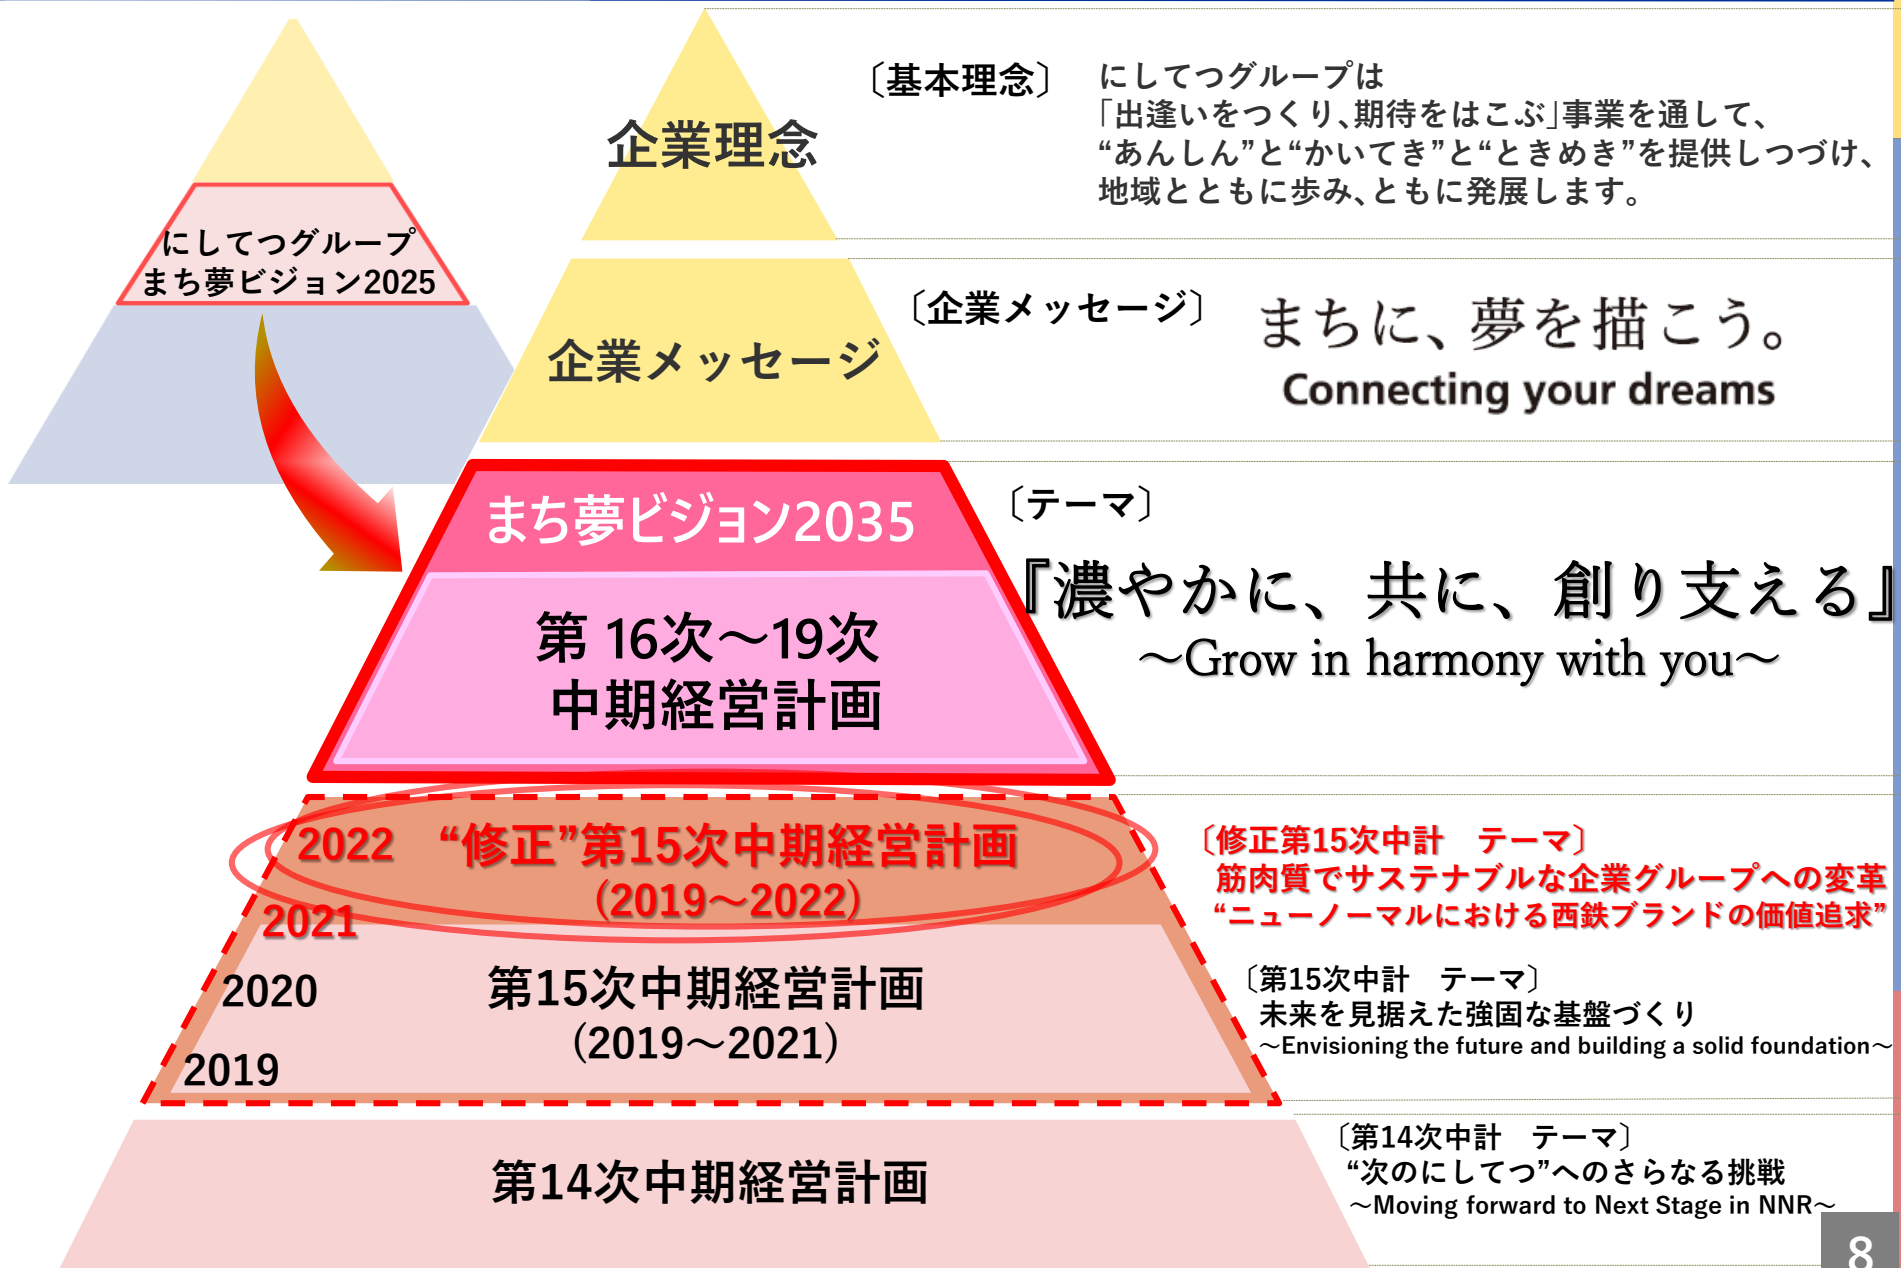 にしてつグループ
まち夢ビジョン2025
企業理念
〔基本理念〕
にしてつグループは
「出逢いをつくり、期待をはこぶ」事業を通して、
“あんしん”と“かいてき”と“ときめき”を提供しつづけ、
地域とともに歩み、ともに発展します。
企業メッセージ
〔企業メッセージ〕
まちに、夢を描こう。
Connecting your dreams
まち夢ビジョン2035
第 16次～19次
中期経営計画
〔テーマ〕
『濃やかに、共に、創り支える』
～Grow in harmony with you～
2022 “修正”第15次中期経営計画
(2019～2022)
2021
〔修正第15次中計　テーマ〕
筋肉質でサステナブルな企業グループへの変革
“ニューノーマルにおける西鉄ブランドの価値追求”
2020
第15次中期経営計画
(2019～2021)
2019
〔第15次中計　テーマ〕
未来を見据えた強固な基盤づくり
～Envisioning the future and building a solid foundation～
第14次中期経営計画
〔第14次中計　テーマ〕
“次のにしてつ”へのさらなる挑戦
～Moving forward to Next Stage in NNR～
8